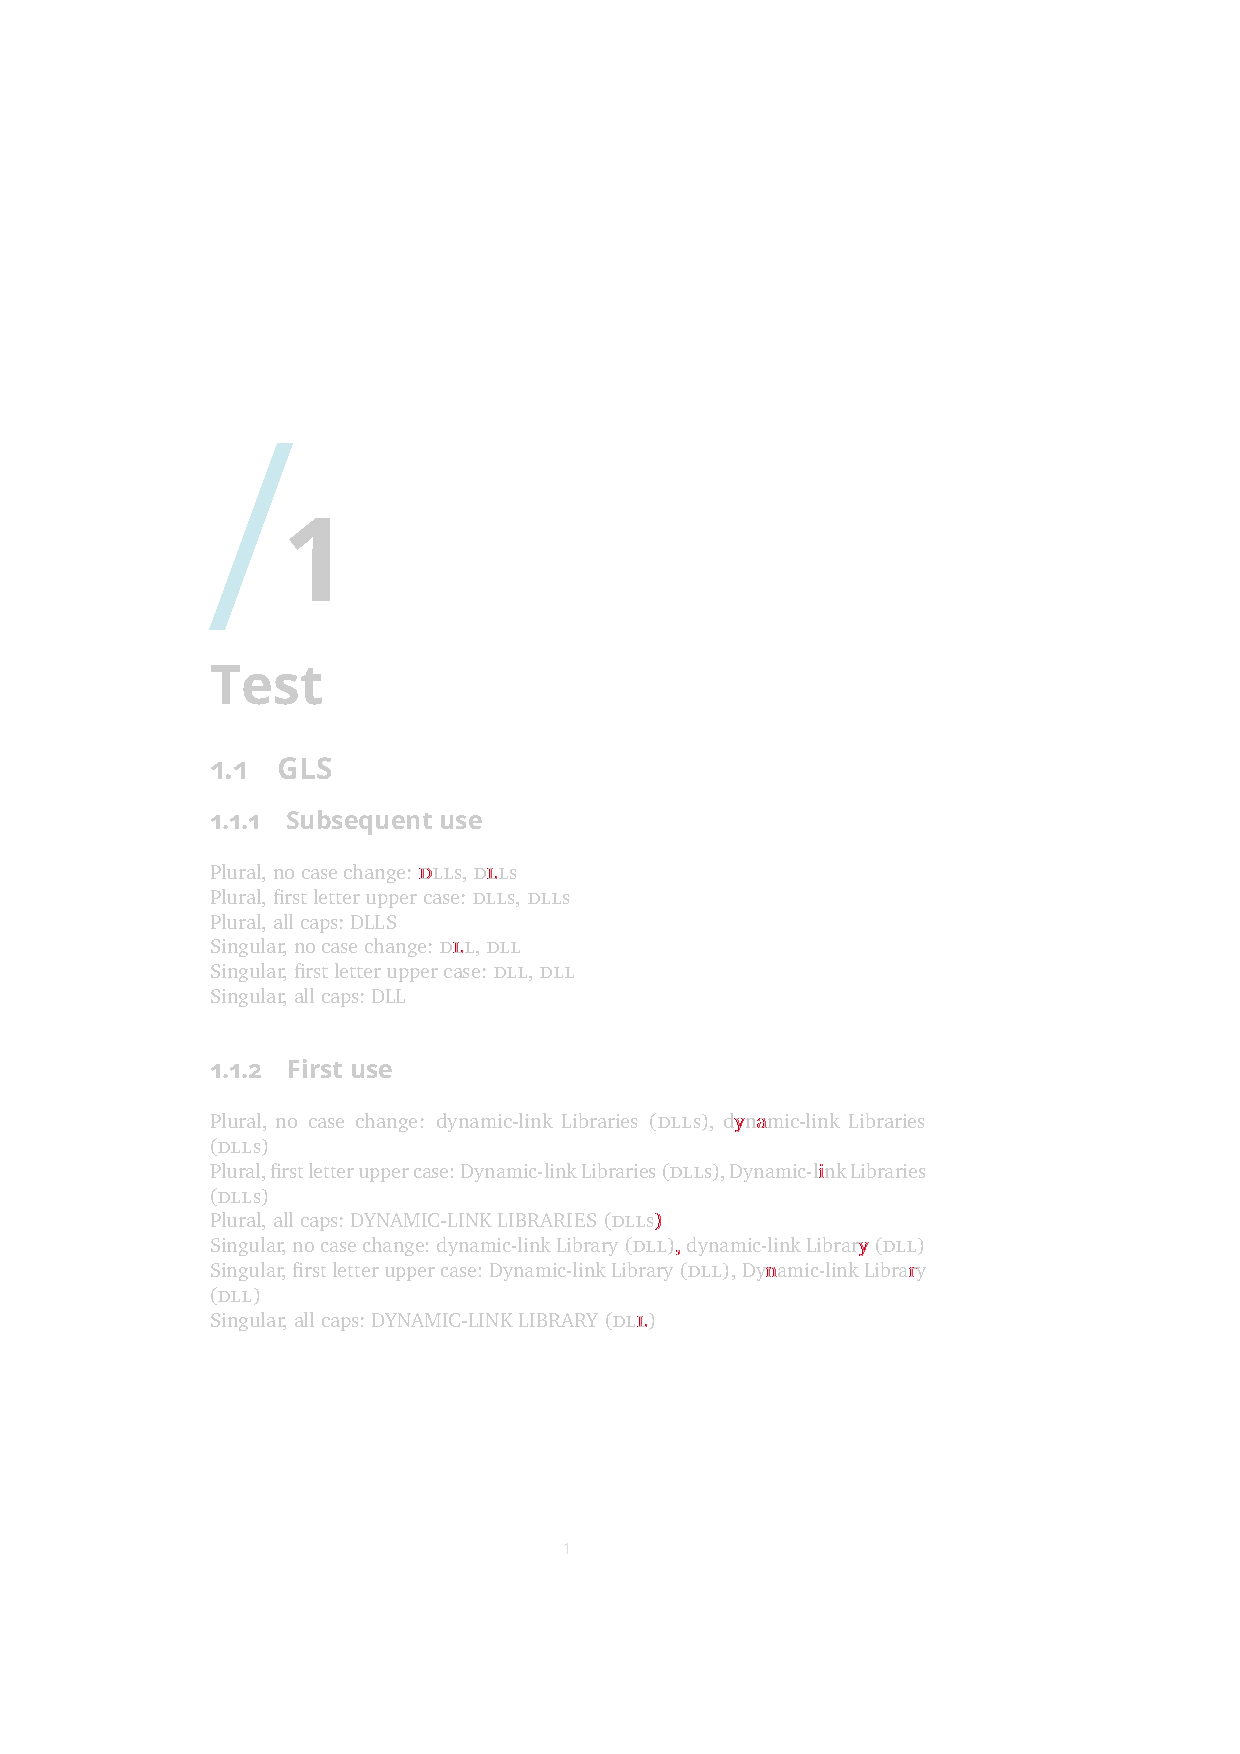 /1
Test
1.1 GLS
1.1.1 Subsequent use
Plural, no case change: DLLs, DLLs
Plural, first letter upper case: DLLs, DLLs
Plural, all caps: DLLS
Singular, no case change: DLL, DLL
Singular, first letter upper case: DLL, DLL
Singular, all caps: DLL
1.1.2 First use
Plural, no case change: dynamic-link Libraries (DLLs), dynamic-link Libraries
(DLLs)
Plural, first letter upper case: Dynamic-link Libraries (DLLs), Dynamic-link Libraries
(DLLs)
Plural, all caps: DYNAMIC-LINK LIBRARIES (DLLs)
Singular, no case change: dynamic-link Library (DLL), dynamic-link Library (DLL)
Singular, first letter upper case: Dynamic-link Library (DLL), Dynamic-link Library
(DLL)
Singular, all caps: DYNAMIC-LINK LIBRARY (DLL)
1